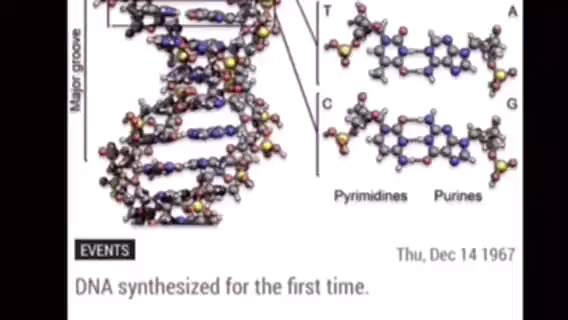 Major groove
T A
C G
Pyrimidines Purines
EVENTS
Thu, Dec 14 1967
DNA synthesized for the first time.